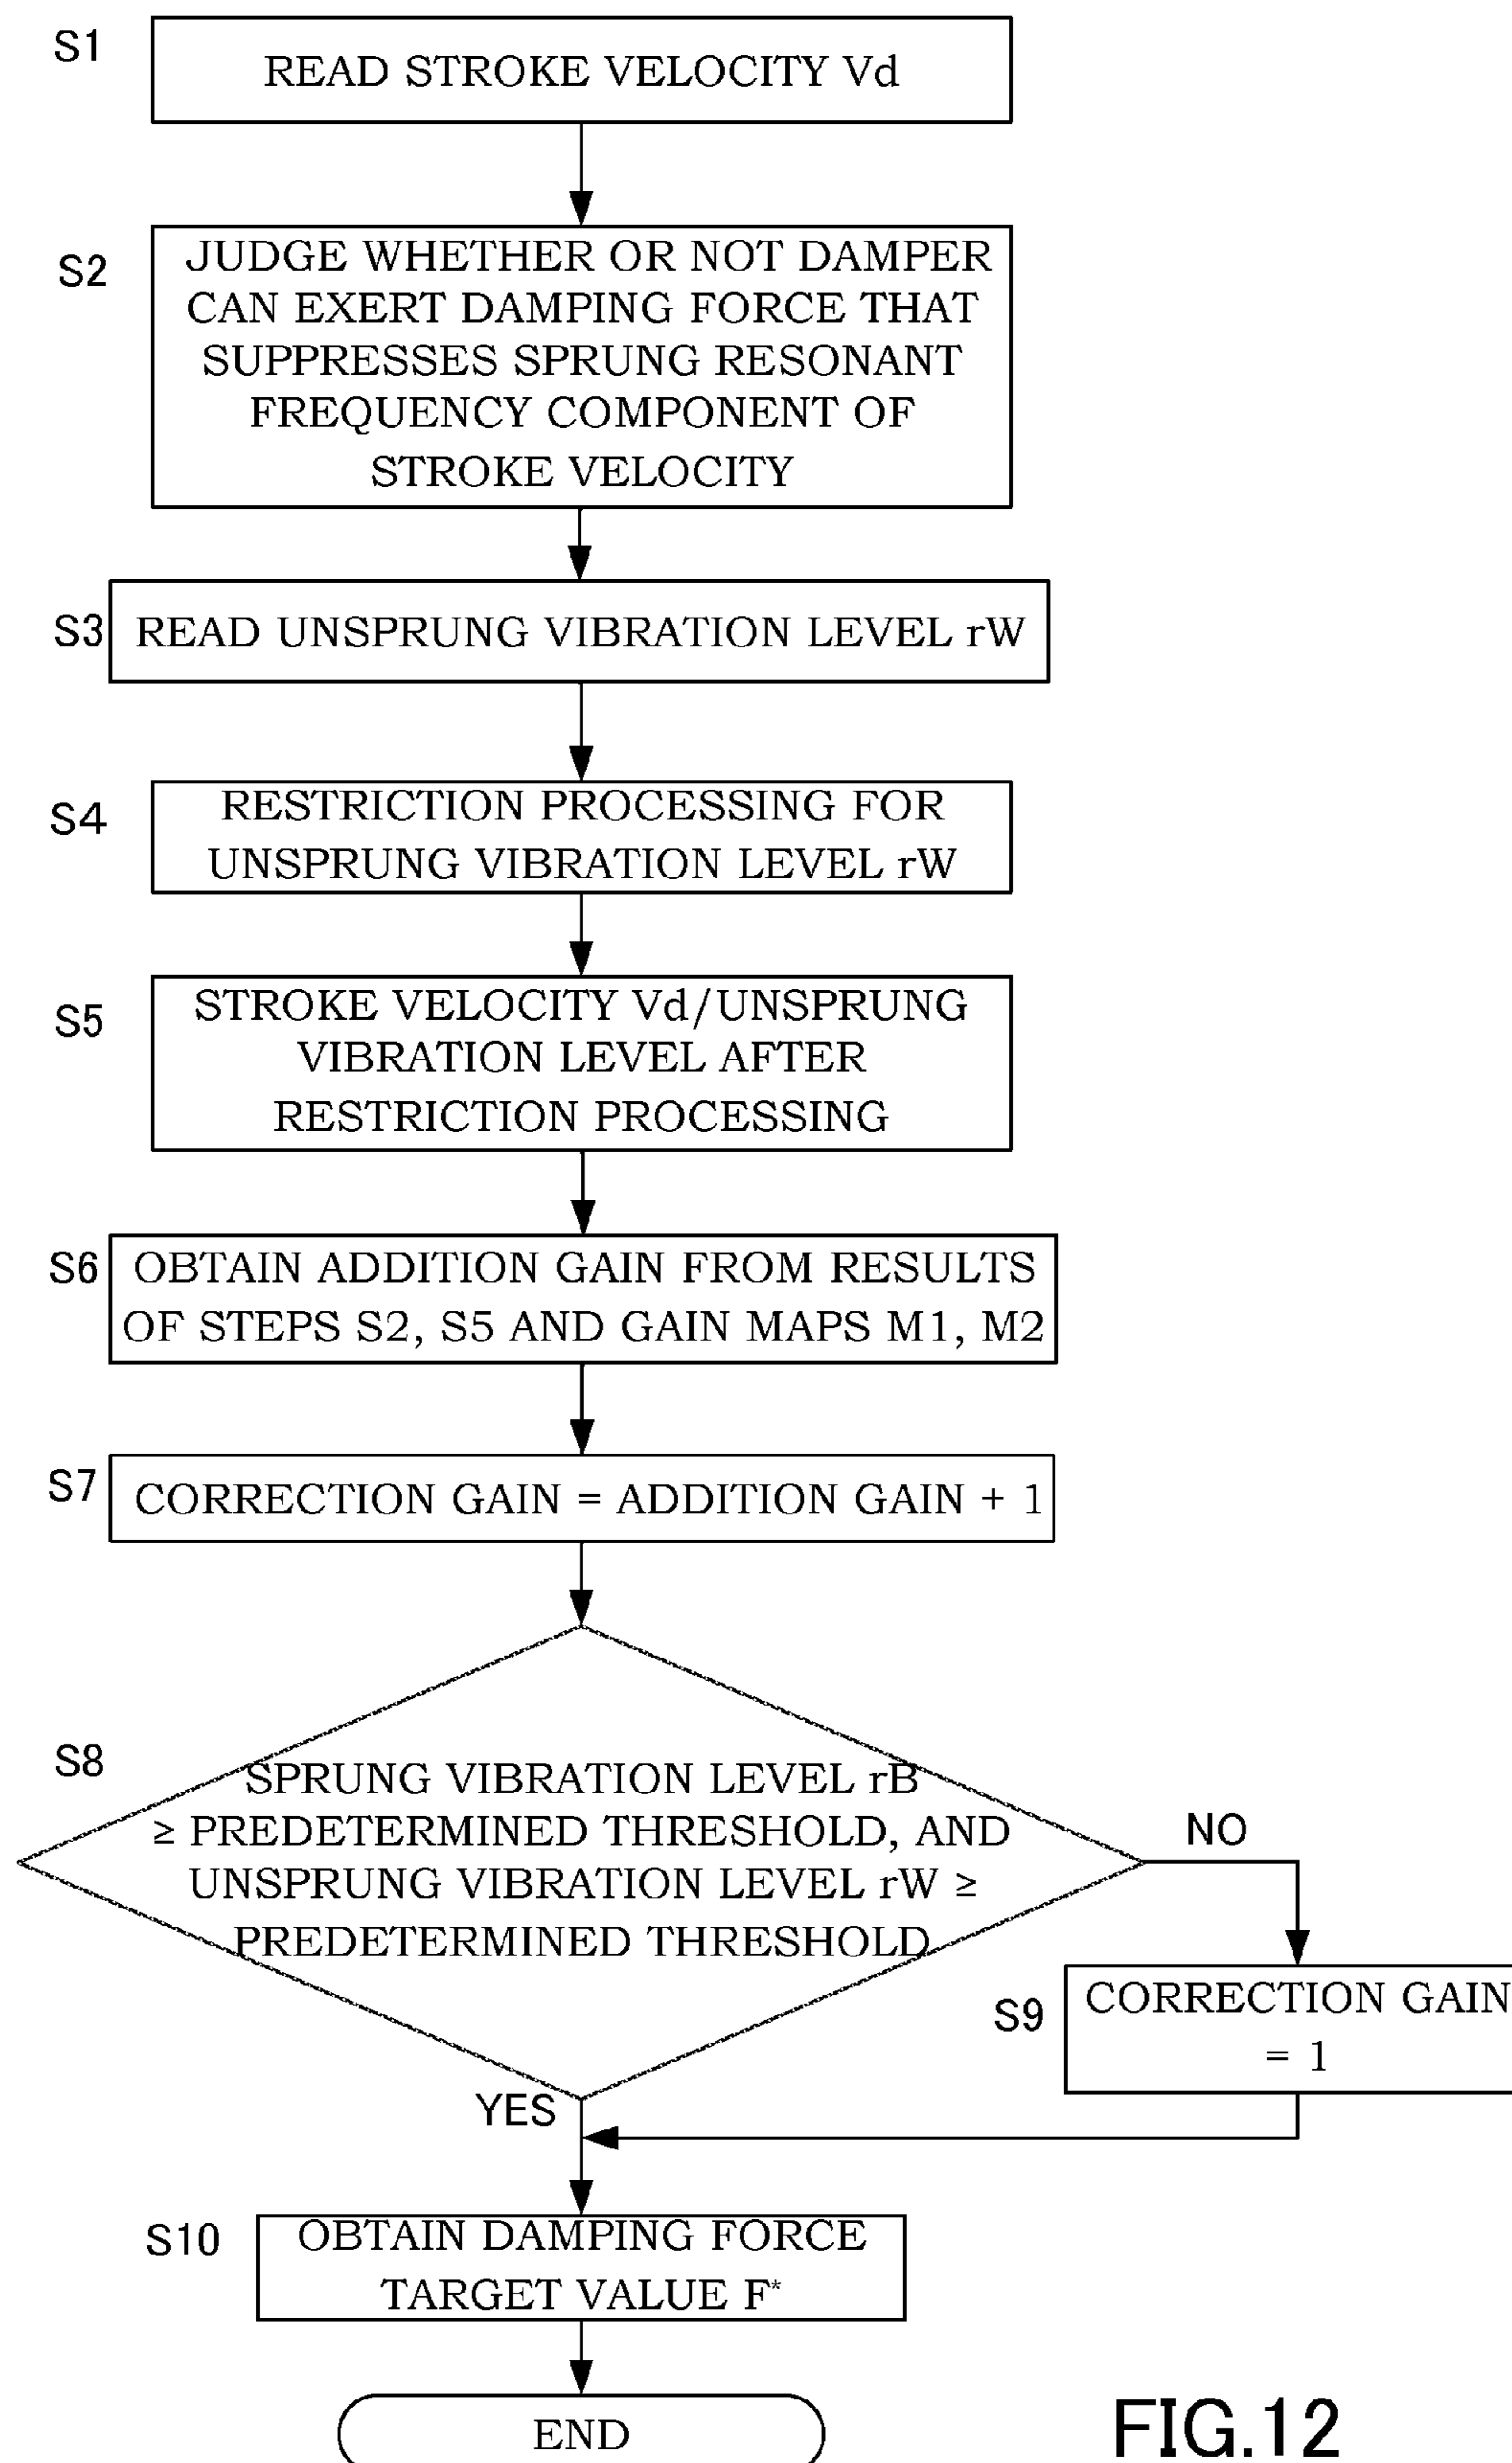 S1
READ STROKE VELOCITY Vd
S2
JUDGE WHETHER OR NOT DAMPER
CAN EXERT DAMPING FORCE THAT
SUPPRESSES SPRUNG RESONANT
FREQUENCY COMPONENT OF
STROKE VELOCITY
S3
READ UNSPRUNG VIBRATION LEVEL rW
S4
RESTRICTION PROCESSING FOR
UNSPRUNG VIBRATION LEVEL rW
S5
STROKE VELOCITY Vd/UNSPRUNG
VIBRATION LEVEL AFTER
RESTRICTION PROCESSING
S6
OBTAIN ADDITION GAIN FROM RESULTS
OF STEPS S2, S5 AND GAIN MAPS M1, M2
S7
CORRECTION GAIN = ADDITION GAIN + 1
S8
SPRUNG VIBRATION LEVEL rB
≥ PREDETERMINED THRESHOLD, AND
UNSPRUNG VIBRATION LEVEL rW ≥
PREDETERMINED THRESHOLD
NO
S9
CORRECTION GAIN
= 1
YES
S10
OBTAIN DAMPING FORCE
TARGET VALUE F*
END
FIG.12